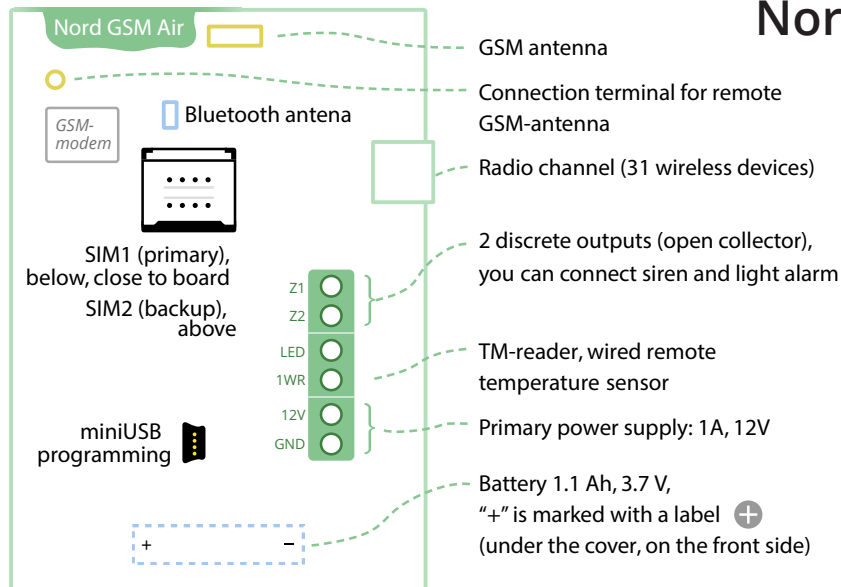 Nord GSM Air
Nor
GSM antenna
Connection terminal for remote
GSM-antenna
GSM-
modem
Bluetooth antena
Radio channel (31 wireless devices)
SIM1 (primary),
below, close to board
SIM2 (backup),
above
2 discrete outputs (open collector),
you can connect siren and light alarm
Z1
Z2
LED
1WR
12V
GND
TM-reader, wired remote
temperature sensor
Primary power supply: 1A, 12V
miniUSB
programming
Battery 1.1 Ah, 3.7 V,
“+” is marked with a label +
(under the cover, on the front side)
+ −